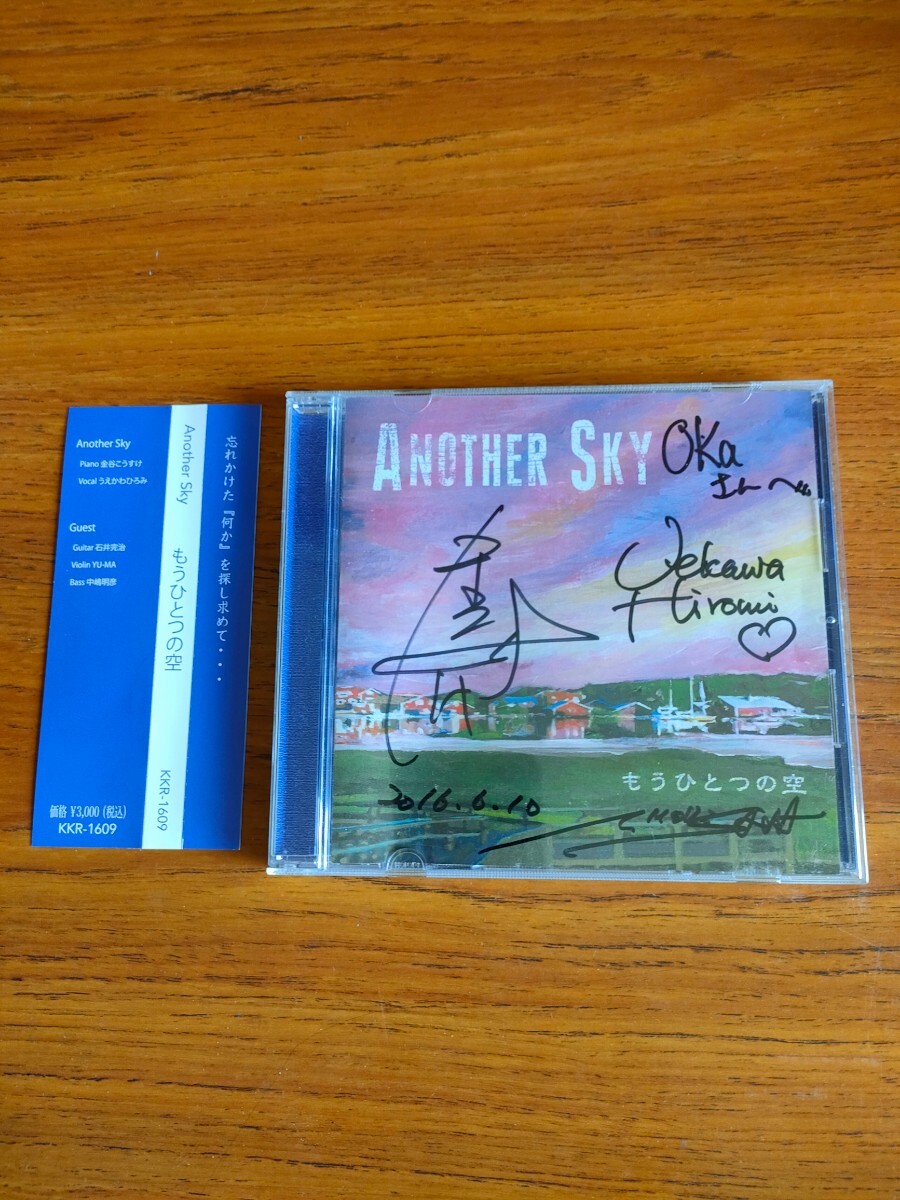 Another Sky
Piano 金谷こうすけ
Vocal うえかわひろみ
Guest
Guitar 石井完治
Violin YU-MA
Bass 中嶋明彦
価格 ¥3,000 (税込)
KKR-1609
Another Sky
もうひとつの空
KKR-1609
忘れかけた『何か』を探し求めて・・・
ANOTHER SKY
Oka
さんへ
Uekawa
Hiromi
もうひとつの空
2016.6.10